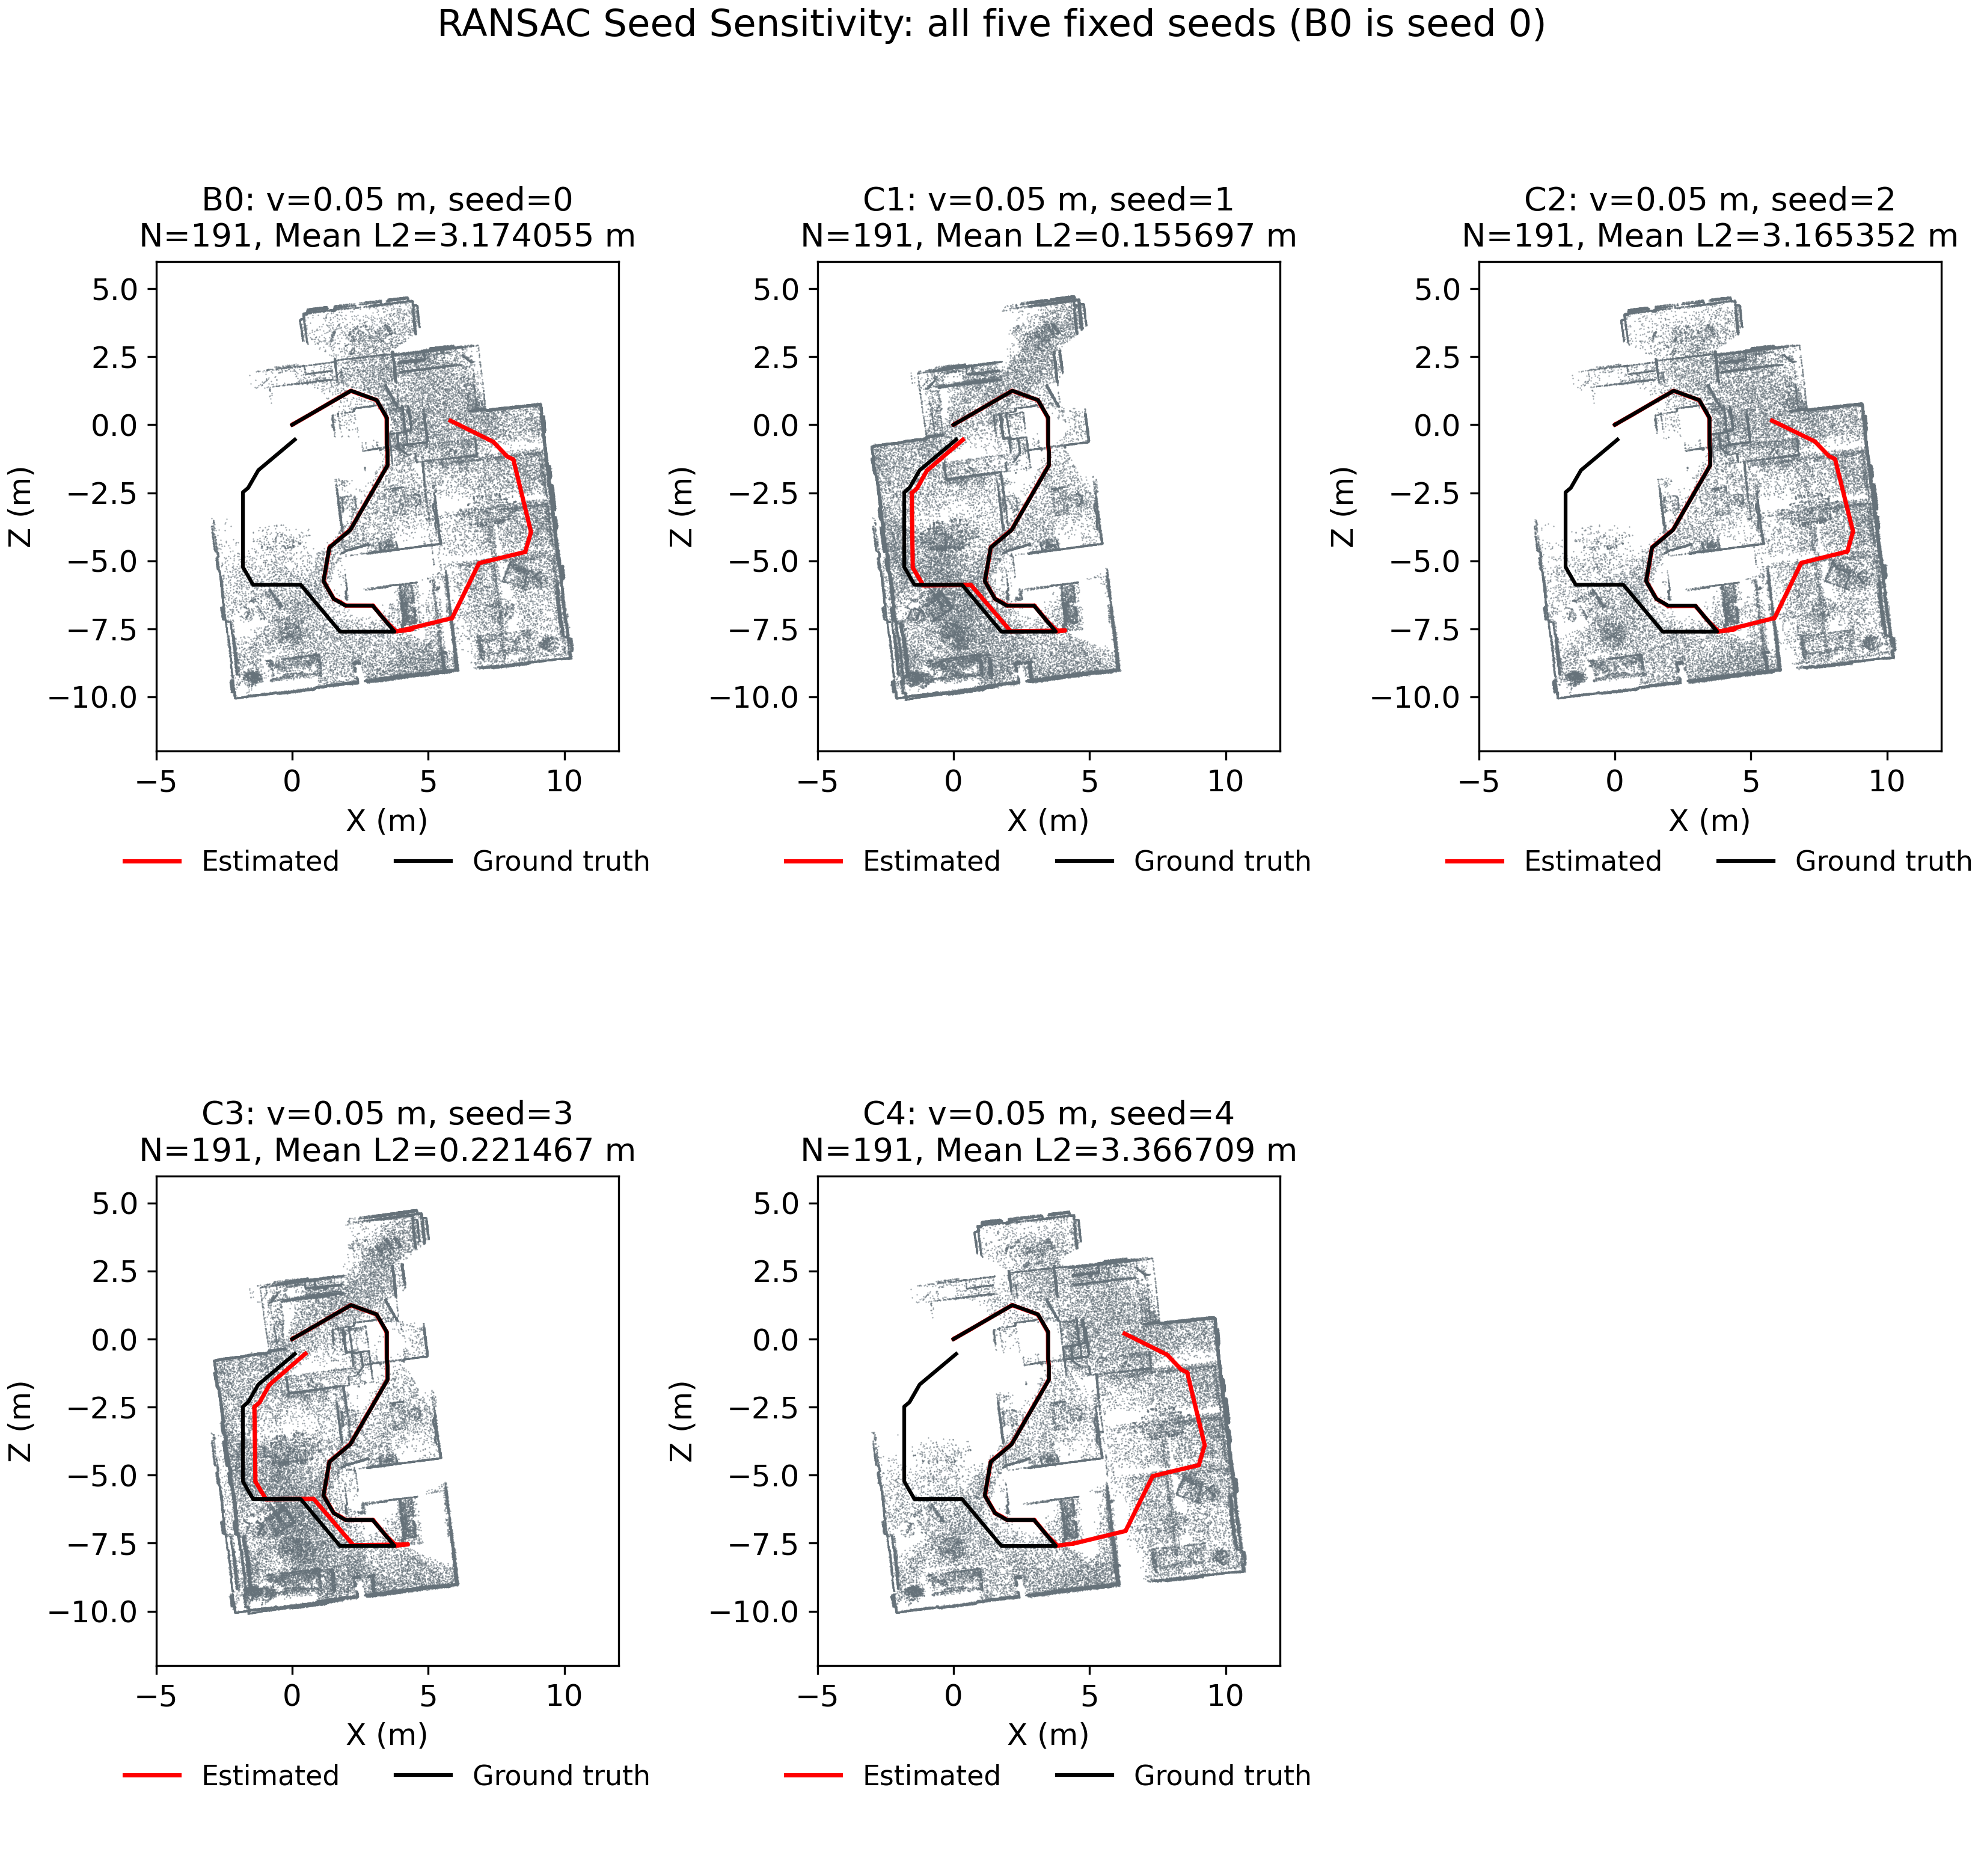 RANSAC Seed Sensitivity: all five fixed seeds (B0 is seed 0)
B0: v=0.05 m, seed=0
N=191, Mean L2=3.174055 m
5.0
2.5
0.0
−2.5
−5.0
−7.5
−10.0
Z (m)
−5
0
5
10
X (m)
Estimated
Ground truth
C1: v=0.05 m, seed=1
N=191, Mean L2=0.155697 m
5.0
2.5
0.0
−2.5
−5.0
−7.5
−10.0
Z (m)
−5
0
5
10
X (m)
Estimated
Ground truth
C2: v=0.05 m, seed=2
N=191, Mean L2=3.165352 m
5.0
2.5
0.0
−2.5
−5.0
−7.5
−10.0
Z (m)
−5
0
5
10
X (m)
Estimated
Ground truth
C3: v=0.05 m, seed=3
N=191, Mean L2=0.221467 m
5.0
2.5
0.0
−2.5
−5.0
−7.5
−10.0
Z (m)
−5
0
5
10
X (m)
Estimated
Ground truth
C4: v=0.05 m, seed=4
N=191, Mean L2=3.366709 m
5.0
2.5
0.0
−2.5
−5.0
−7.5
−10.0
Z (m)
−5
0
5
10
X (m)
Estimated
Ground truth